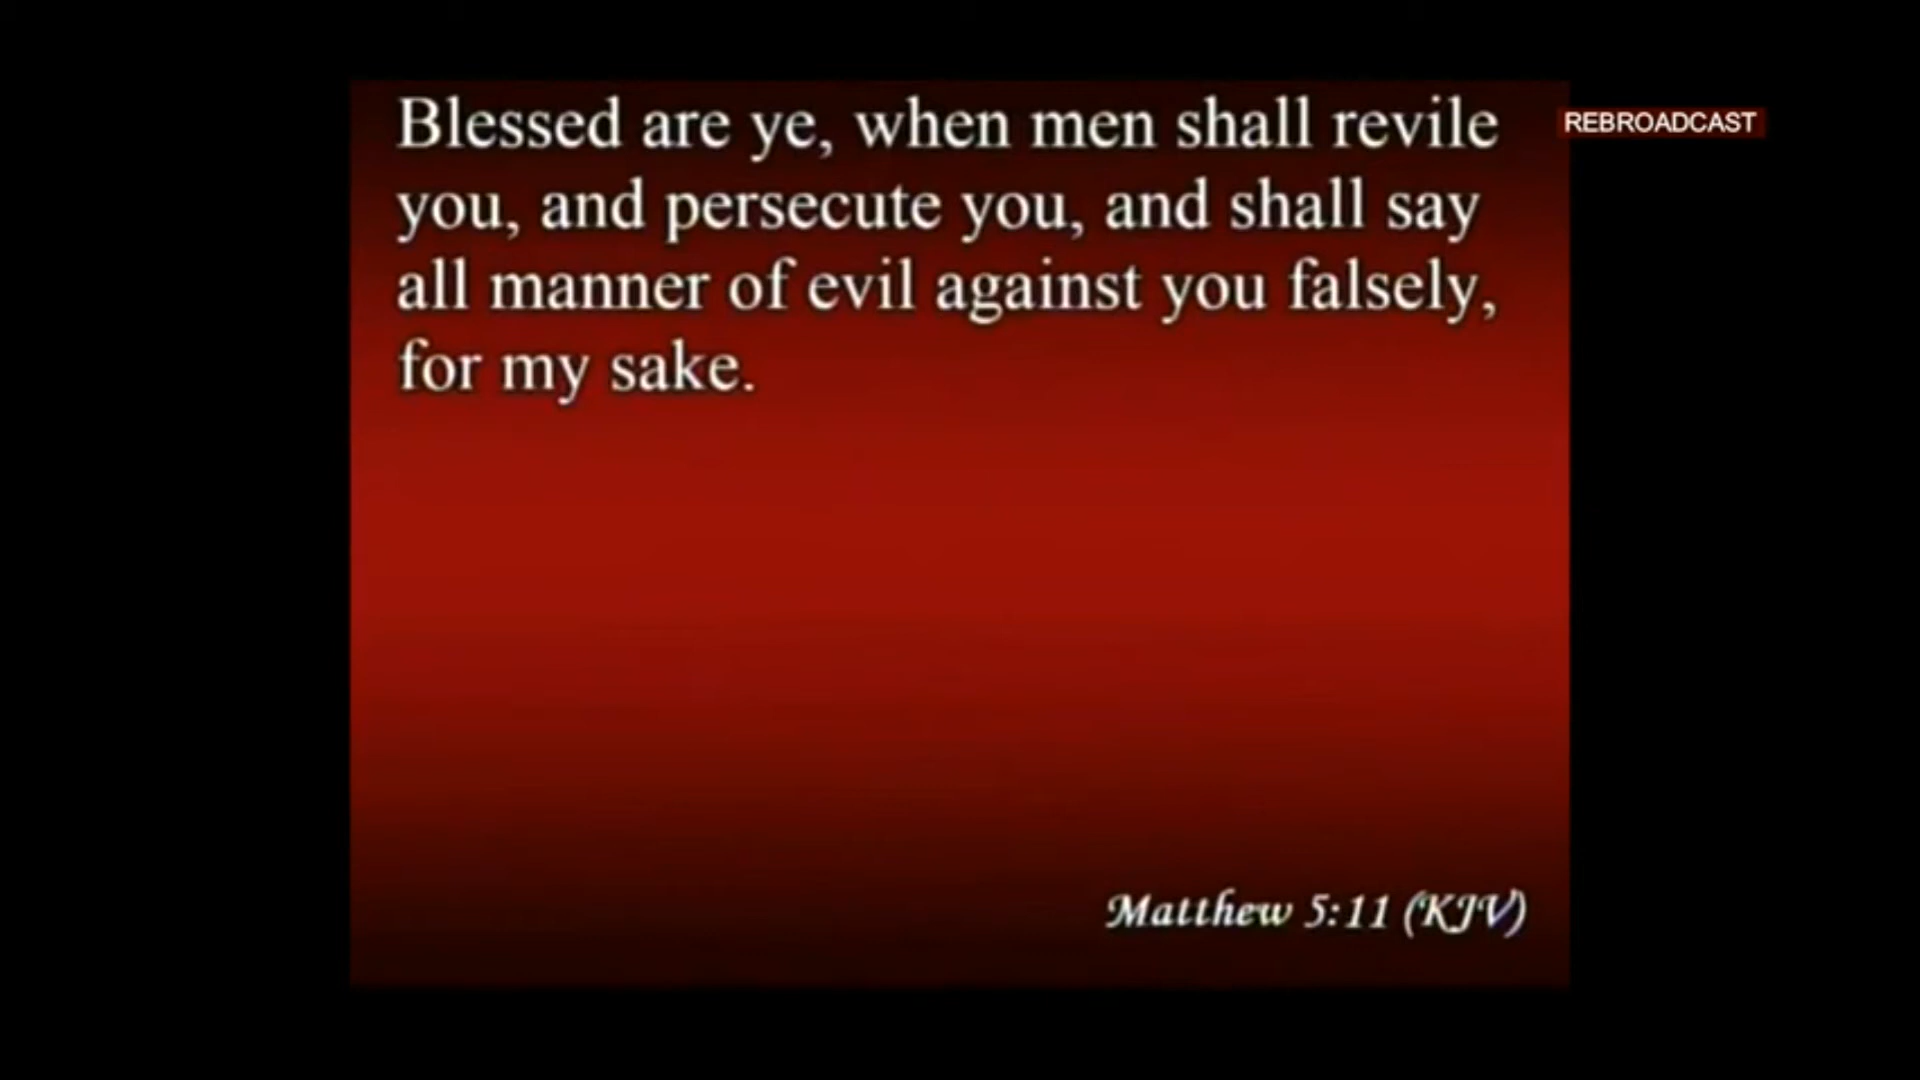 Blessed are ye, when men shall revile
you, and persecute you, and shall say
all manner of evil against you falsely,
for my sake.
REBROADCAST
Matthew 5:11 (KJV)